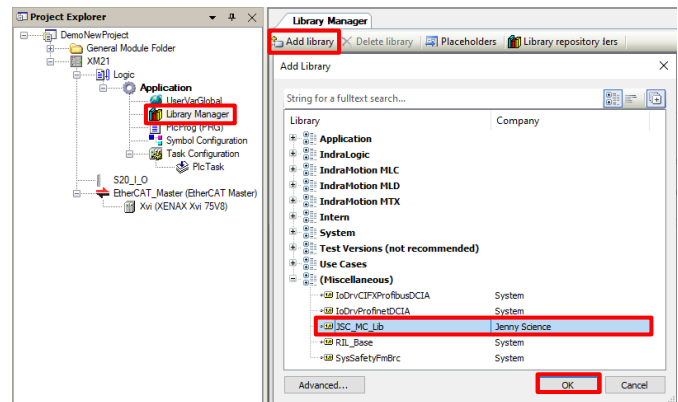 Project Explorer
DemoNewProject
General Module Folder
XM21
Logic
Application
UserVarGlobal
Library Manager
PlcProg (PRG)
Symbol Configuration
Task Configuration
PlcTask
S20_I_O
EtherCAT_Master (EtherCAT Master)
Xvi (XENAX Xvi 75V8)
Library Manager
Add library Delete library Placeholders Library repository lers
Add Library
String for a fulltext search...
Library Company
Application
IndraLogic
IndraMotion MLC
IndraMotion MLD
IndraMotion MTX
Intern
System
Test Versions (not recommended)
Use Cases
(Miscellaneous)
IoDrvCIFXProfibusDCIA System
IoDrvProfinetDCIA System
JSC_MC_Lib Jenny Science
RIL_Base System
SysSafetyFmBrc System
Advanced... OK Cancel